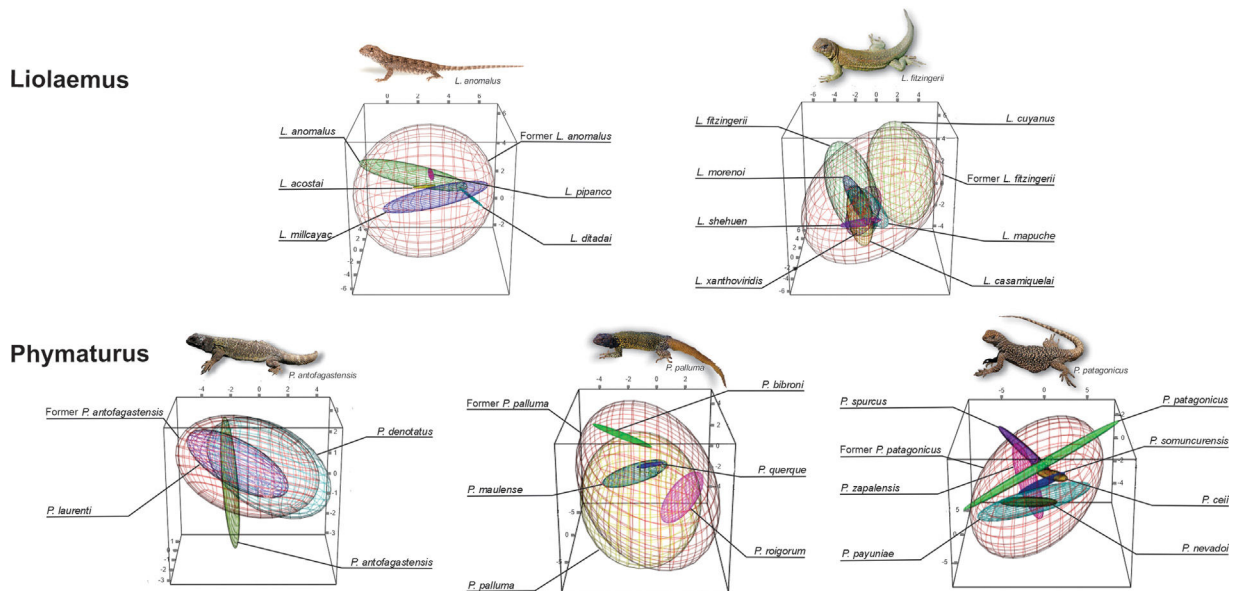 Liolaemus
L. anomalus
L. fitzingerii
L. anomalus
Former L. anomalus
L. acostai
L. pipanco
L. millcayac
L. ditadai
L. fitzingerii
L. cuyanus
L. morenoi
Former L. fitzingerii
L. shehuen
L. mapuche
L. xanthoviridis
L. casamiquelai
Phymaturus
P. antofagastensis
P. palluma
P. patagonicus
Former P. antofagastensis
P. denotatus
P. laurenti
P. antofagastensis
Former P. palluma
P. bibroni
P. maulense
P. querque
P. roigorum
P. palluma
P. spurcus
P. patagonicus
Former P. patagonicus
P. somuncurensis
P. zapalensis
P. ceii
P. payuniae
P. nevadoi